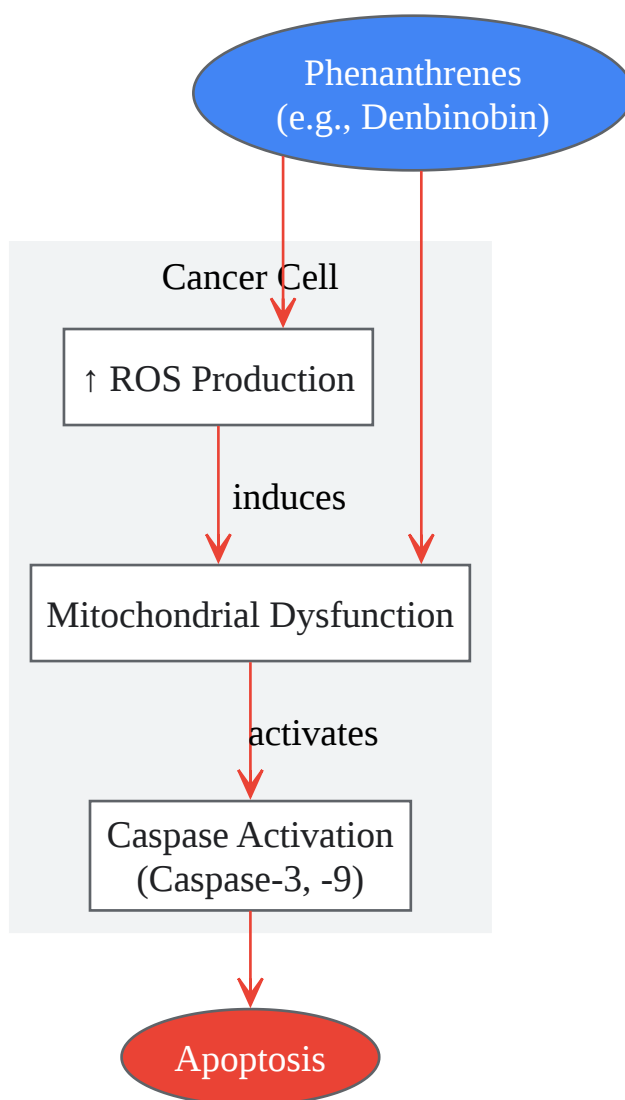 Phenanthrenes
(e.g., Denbinobin)
Cancer Cell
↑ ROS Production
induces
Mitochondrial Dysfunction
activates
Caspase Activation
(Caspase-3, -9)
Apoptosis